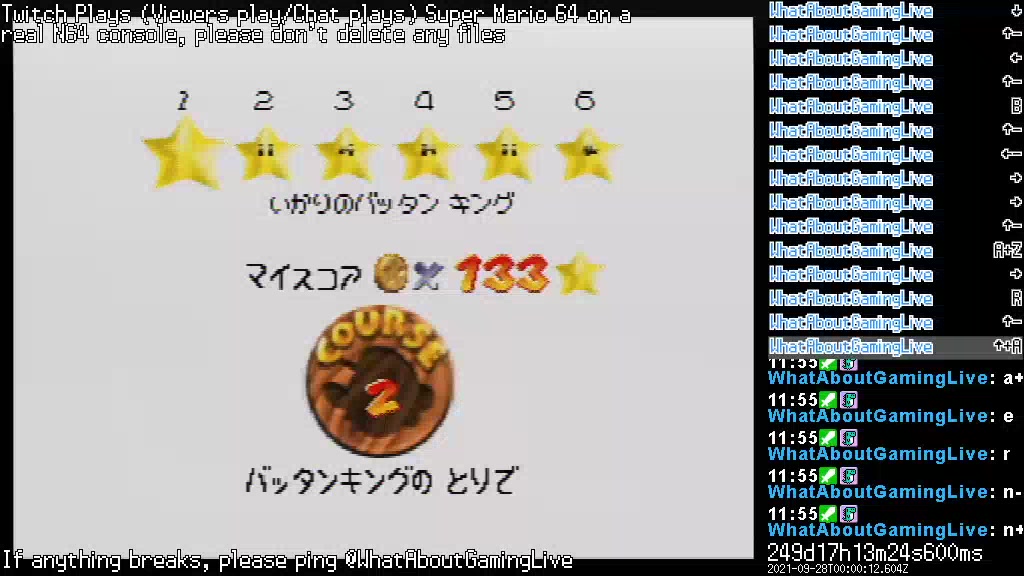 Twitch Plays (Viewers play/Chat plays) Super Mario 64 on a
real N64 console, please don't delete any files
1 2 3 4 5 6
いかりのバッタン キング
マイスコア × 133
COURSE
2
バッタンキングの とりで
If anything breaks, please ping @WhatAboutGamingLive
WhatAboutGamingLive ↓
WhatAboutGamingLive ↑-
WhatAboutGamingLive ←
WhatAboutGamingLive ↑-
WhatAboutGamingLive B
WhatAboutGamingLive ↑-
WhatAboutGamingLive ←-
WhatAboutGamingLive →
WhatAboutGamingLive →
WhatAboutGamingLive ↑-
WhatAboutGamingLive A+Z
WhatAboutGamingLive →
WhatAboutGamingLive R
WhatAboutGamingLive ↑-
WhatAboutGamingLive ↑+A
11:55
WhatAboutGamingLive: a+
11:55
WhatAboutGamingLive: e
11:55
WhatAboutGamingLive: r
11:55
WhatAboutGamingLive: n-
11:55
WhatAboutGamingLive: n+
249d17h13m24s600ms
2021-09-28T00:00:12.604Z